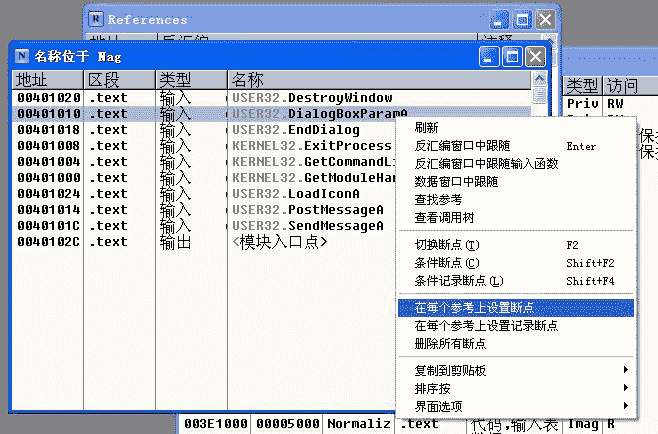 References
名称位于 Nag
地址 区段 类型 名称
类型 访问
00401020 .text 输入 USER32.DestroyWindow
Priv RW
00401010 .text 输入 USER32.DialogBoxParamA
00401018 .text 输入 USER32.EndDialog
00401008 .text 输入 KERNEL32.ExitProcess
00401004 .text 输入 KERNEL32.GetCommandLi
00401000 .text 输入 KERNEL32.GetModuleHan
00401024 .text 输入 USER32.LoadIconA
00401014 .text 输入 USER32.PostMessageA
0040101C .text 输入 USER32.SendMessageA
0040102C .text 输出 <模块入口点>
刷新
反汇编窗口中跟随 Enter
反汇编窗口中跟随输入函数
数据窗口中跟随
查找参考
查看调用树
切换断点(T) F2
条件断点(C) Shift+F2
条件记录断点(L) Shift+F4
在每个参考上设置断点
在每个参考上设置记录断点
删除所有断点
复制到剪贴板
排序按
界面选项
003E1000 00005000 Normaliz .text 代码,输入表 Imag R